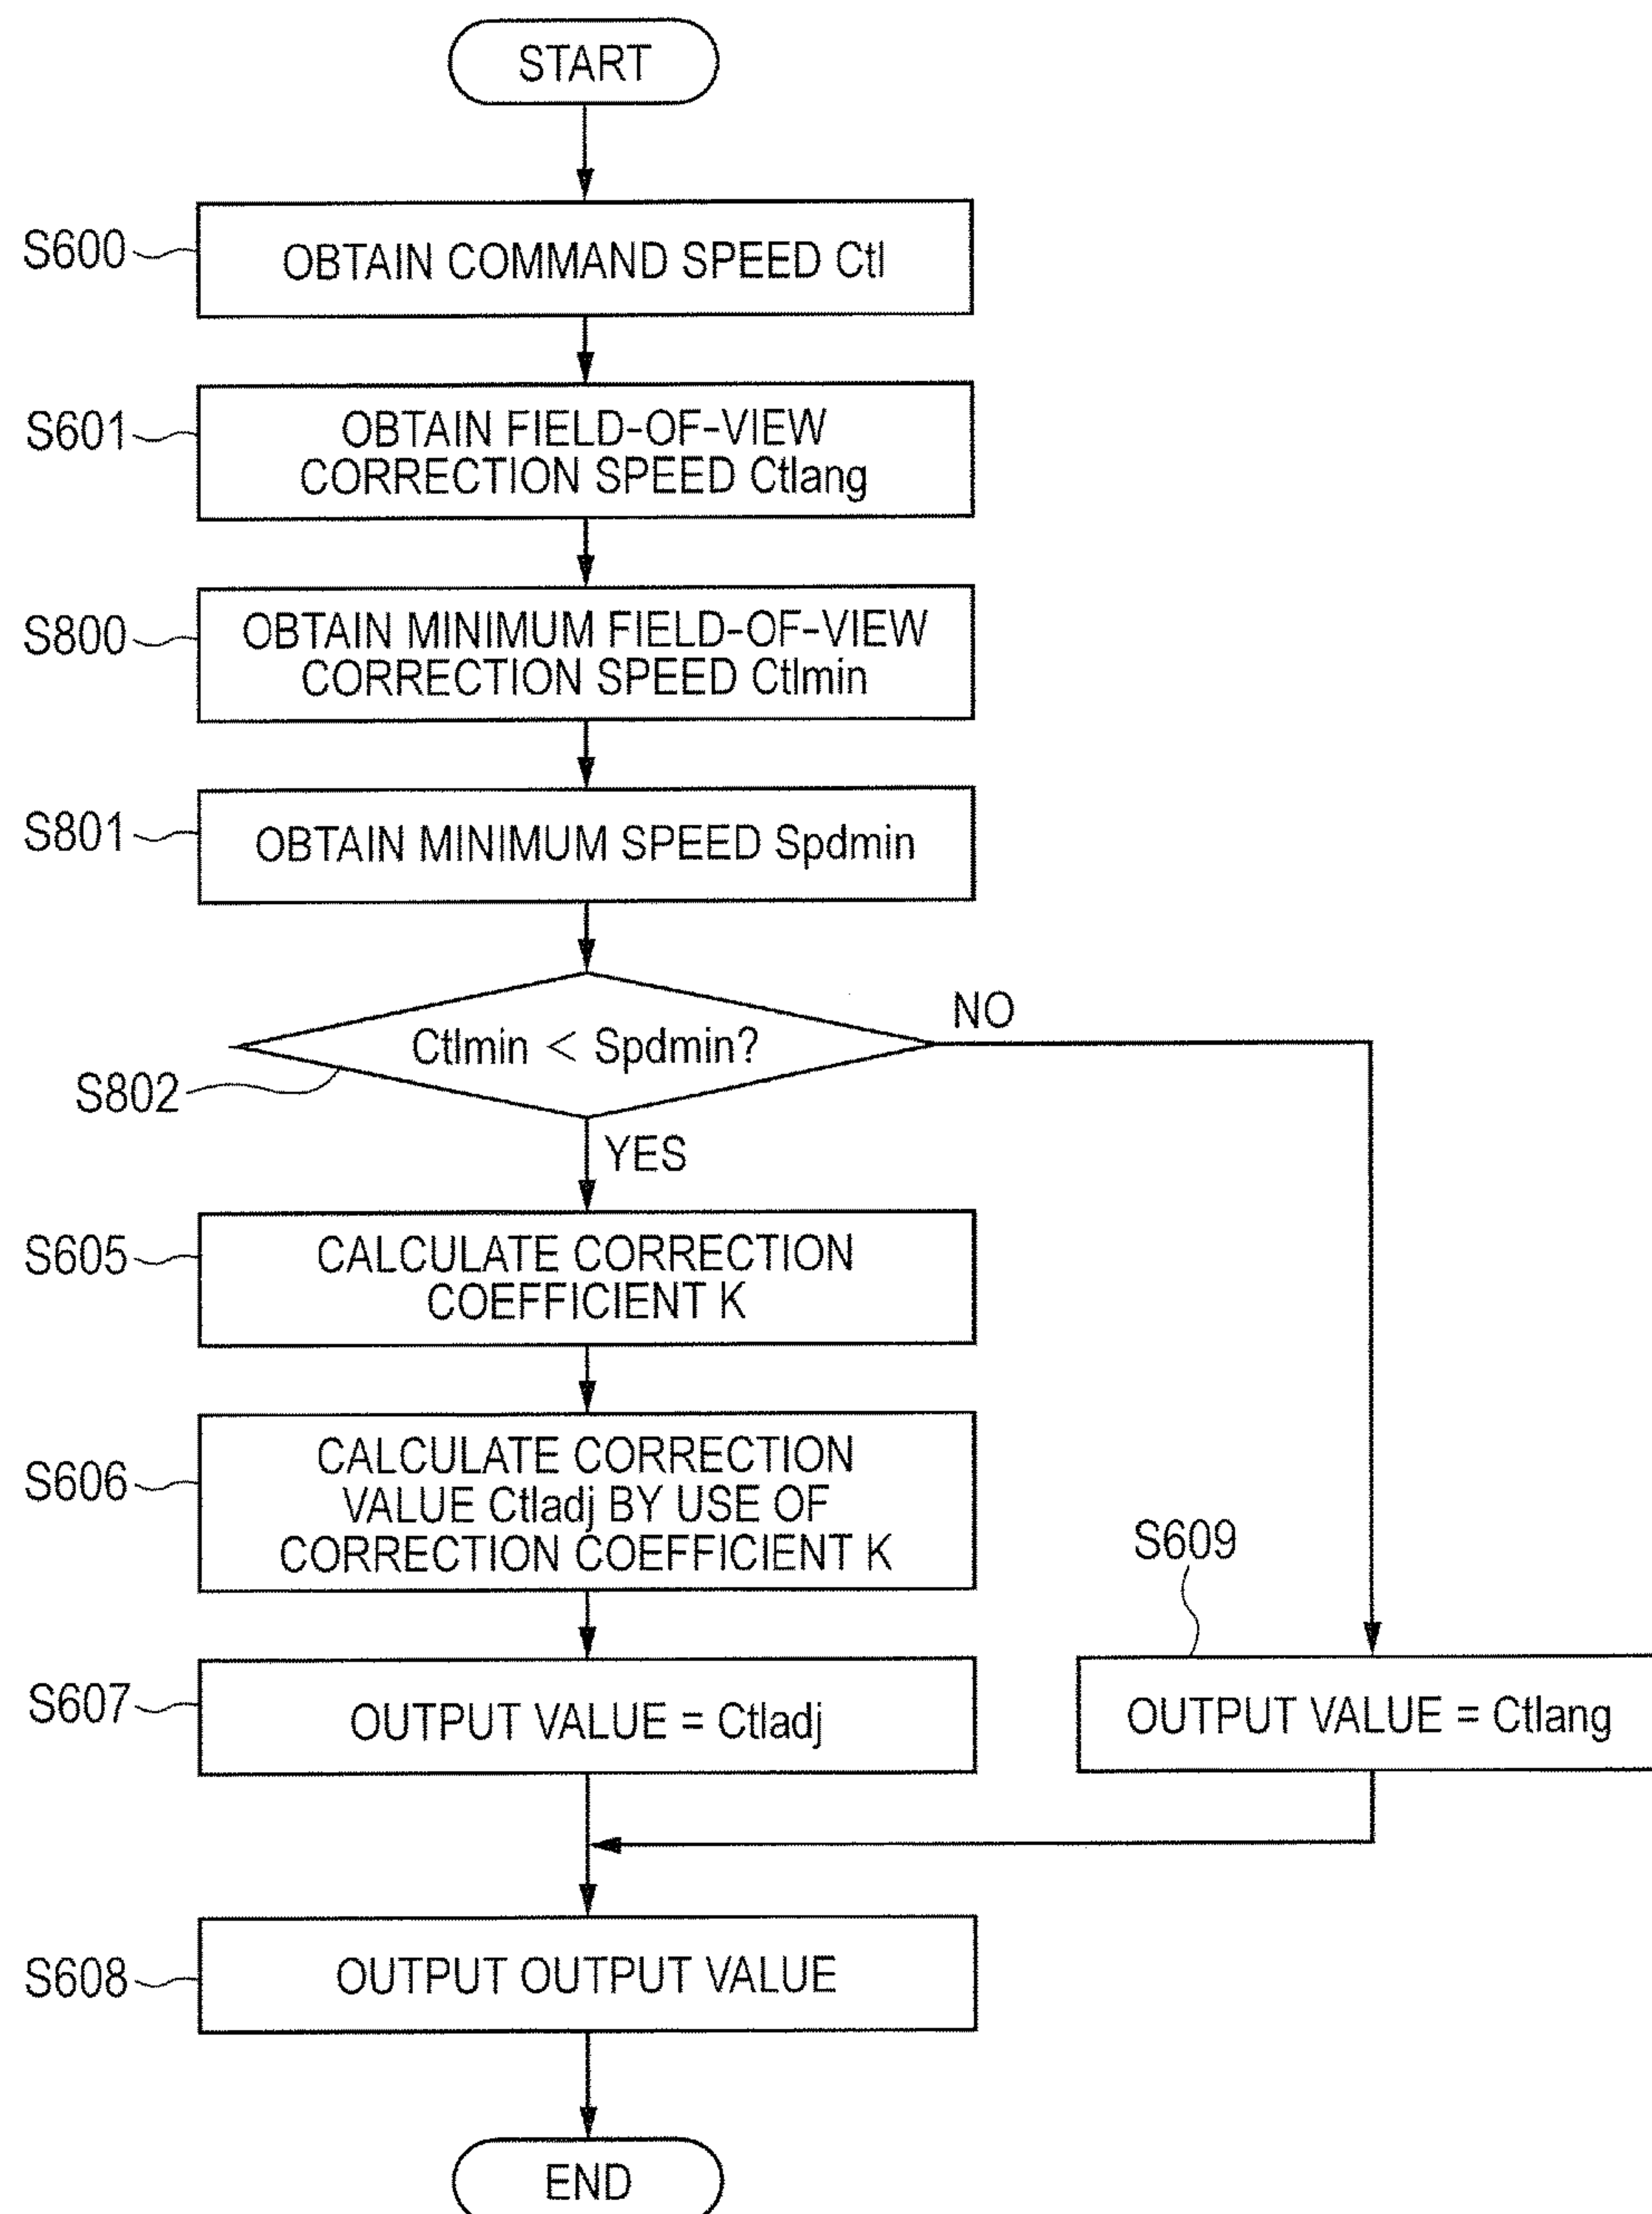 START
S600
OBTAIN COMMAND SPEED Ctl
S601
OBTAIN FIELD-OF-VIEW
CORRECTION SPEED Ctlang
S800
OBTAIN MINIMUM FIELD-OF-VIEW
CORRECTION SPEED Ctlmin
S801
OBTAIN MINIMUM SPEED Spdmin
Ctlmin < Spdmin?
NO
S802
YES
S605
CALCULATE CORRECTION
COEFFICIENT K
S606
CALCULATE CORRECTION
VALUE Ctladj BY USE OF
CORRECTION COEFFICIENT K
S609
S607
OUTPUT VALUE = Ctladj
OUTPUT VALUE = Ctlang
S608
OUTPUT OUTPUT VALUE
END